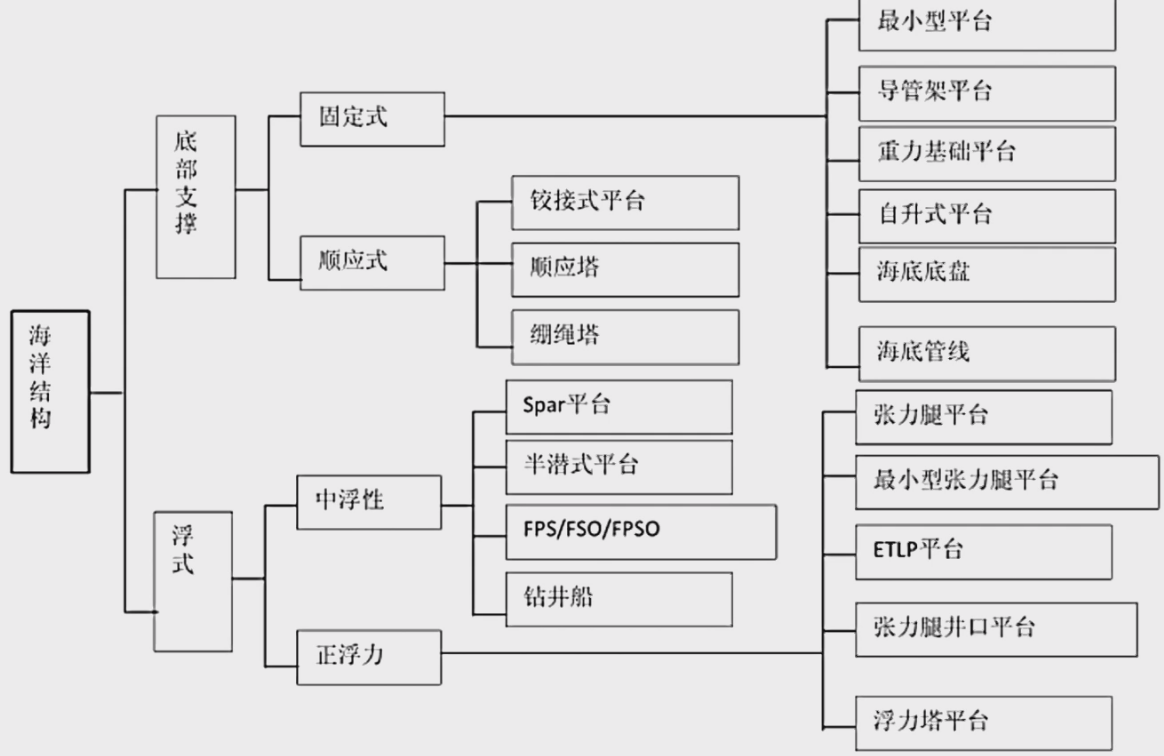 海洋结构
底部支撑
固定式
最小型平台
导管架平台
重力基础平台
自升式平台
海底底盘
海底管线
顺应式
铰接式平台
顺应塔
绷绳塔
浮式
中浮性
Spar平台
半潜式平台
FPS/FSO/FPSO
钻井船
正浮力
张力腿平台
最小型张力腿平台
ETLP平台
张力腿井口平台
浮力塔平台